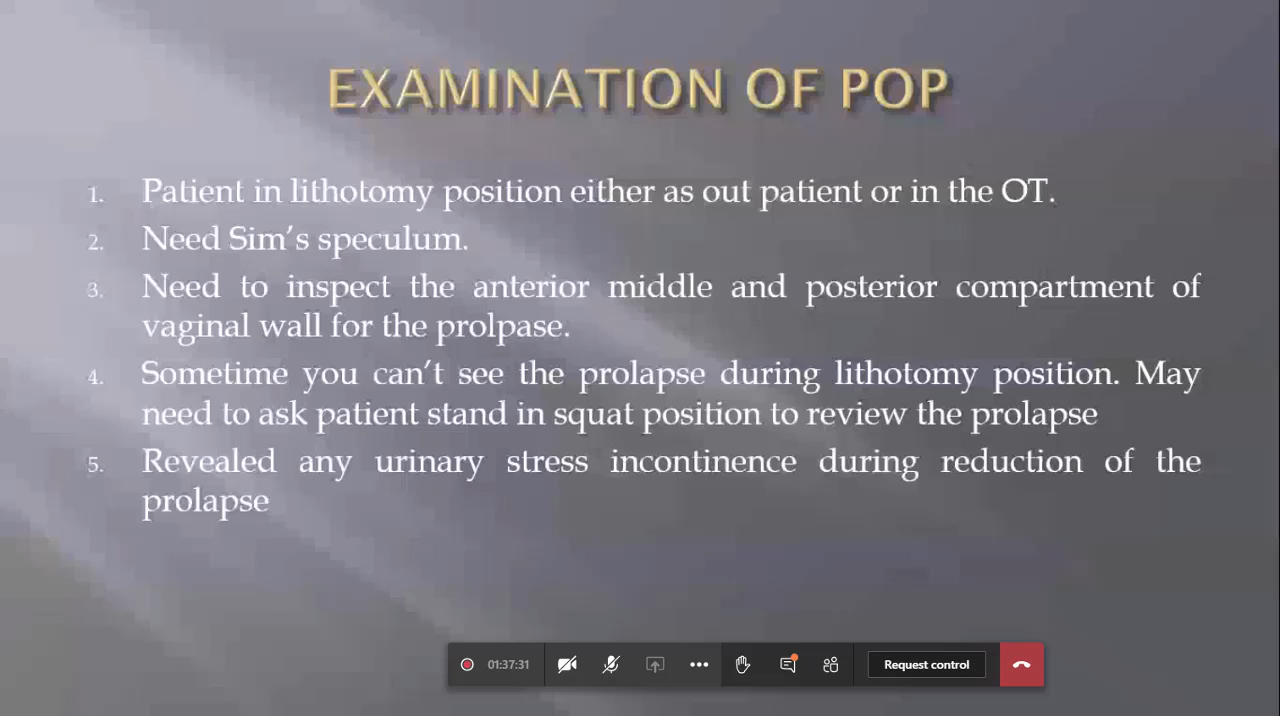 EXAMINATION OF POP
1. Patient in lithotomy position either as out patient or in the OT.
2. Need Sim's speculum.
3. Need to inspect the anterior middle and posterior compartment of
vaginal wall for the prolpase.
4. Sometime you can't see the prolapse during lithotomy position. May
need to ask patient stand in squat position to review the prolapse
5. Revealed any urinary stress incontinence during reduction of the
prolapse
01:37:31
Request control